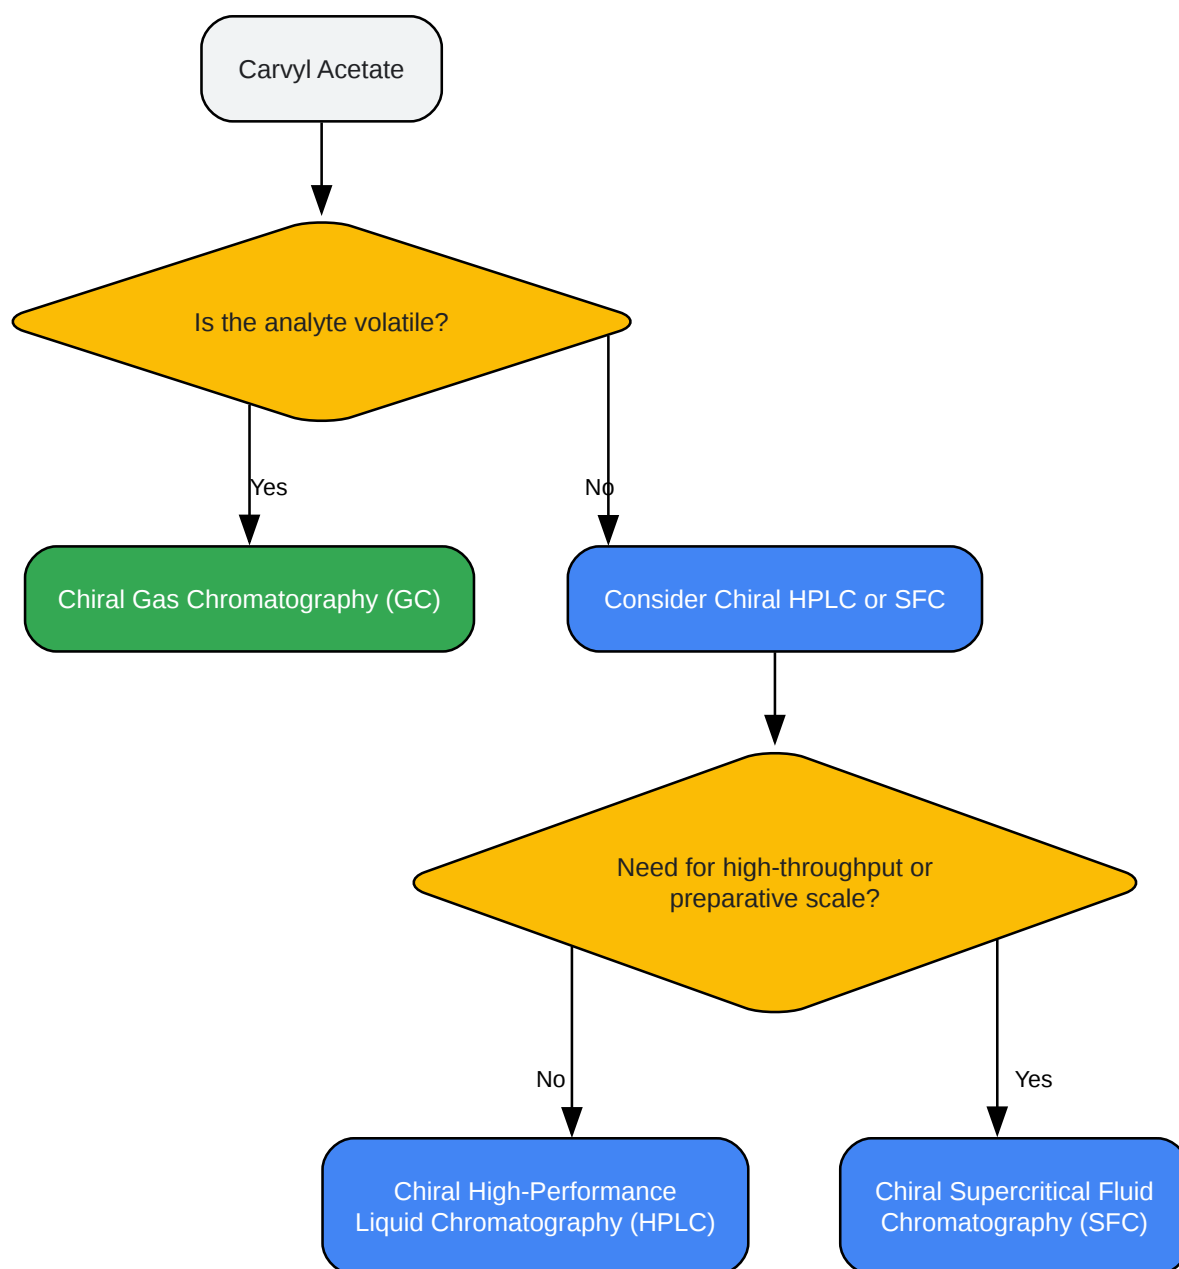 Carvyl Acetate
Is the analyte volatile?
Yes
No
Chiral Gas Chromatography (GC)
Consider Chiral HPLC or SFC
Need for high-throughput or
preparative scale?
No
Yes
Chiral High-Performance
Liquid Chromatography (HPLC)
Chiral Supercritical Fluid
Chromatography (SFC)